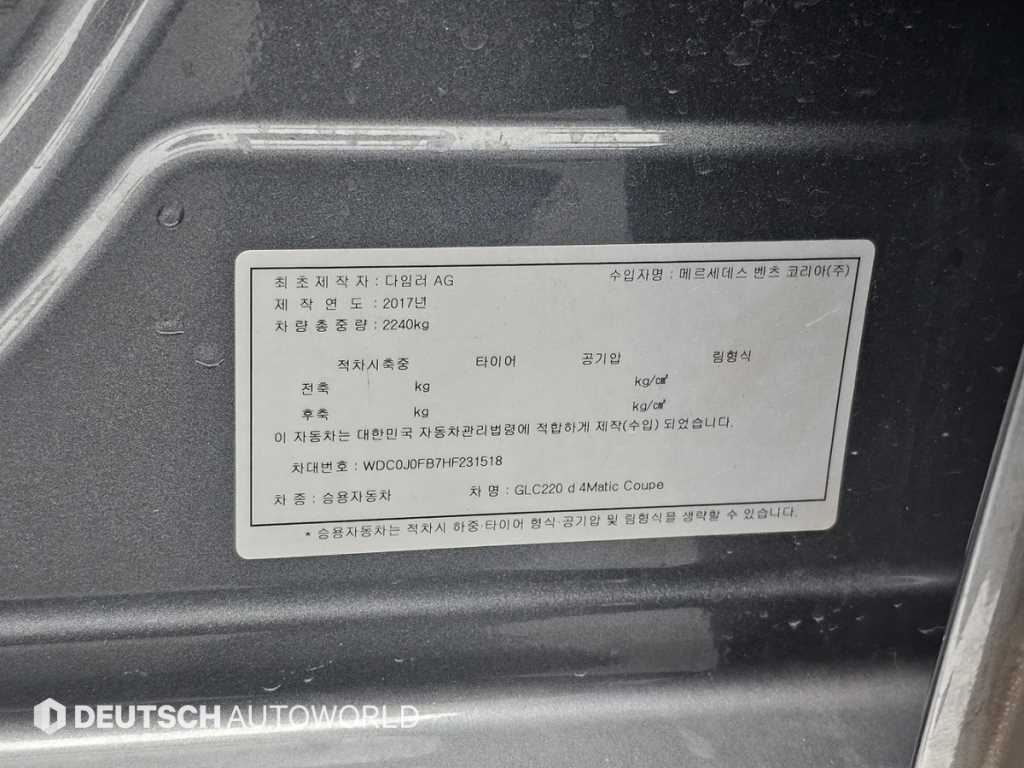 최초제작자 : 다임러 AG 수입자명 : 메르세데스 벤츠 코리아(주)
제 작 연 도 : 2017년
차량총중량 : 2240kg
적차시축중 타이어 공기압 림형식
전축 kg kg/㎠
후축 kg kg/㎠
이 자동차는 대한민국 자동차관리법령에 적합하게 제작(수입) 되었습니다.
차대번호 : WDC0J0FB7HF231518
차 종 : 승용자동차 차 명 : GLC220 d 4Matic Coupe
* 승용자동차는 적차시 하중·타이어 형식·공기압 및 림형식을 생략할 수 있습니다.
DEUTSCH AUTOWORLD